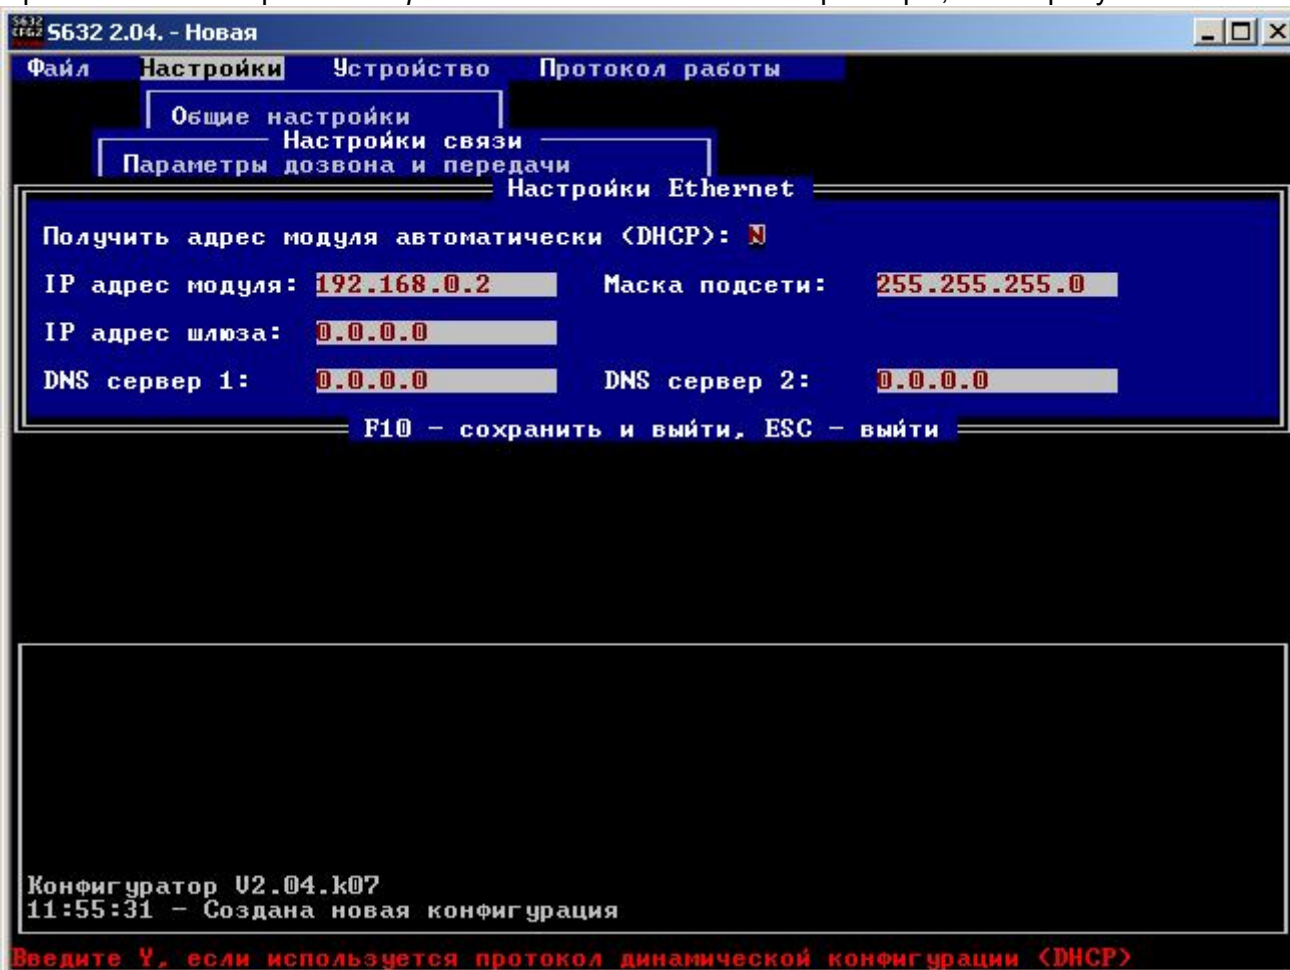 S632 2.04. - Новая
Файл Настройки Устройство Протокол работы
Общие настройки
Настройки связи
Параметры дозвона и передачи
Настройки Ethernet
Получить адрес модуля автоматически (DHCP): N
IP адрес модуля: 192.168.0.2 Маска подсети: 255.255.255.0
IP адрес шлюза: 0.0.0.0
DNS сервер 1: 0.0.0.0 DNS сервер 2: 0.0.0.0
F10 - сохранить и выйти, ESC - выйти
Конфигуратор V2.04.k07
11:55:31 - Создана новая конфигурация
Введите Y, если используется протокол динамической конфигурации (DHCP)